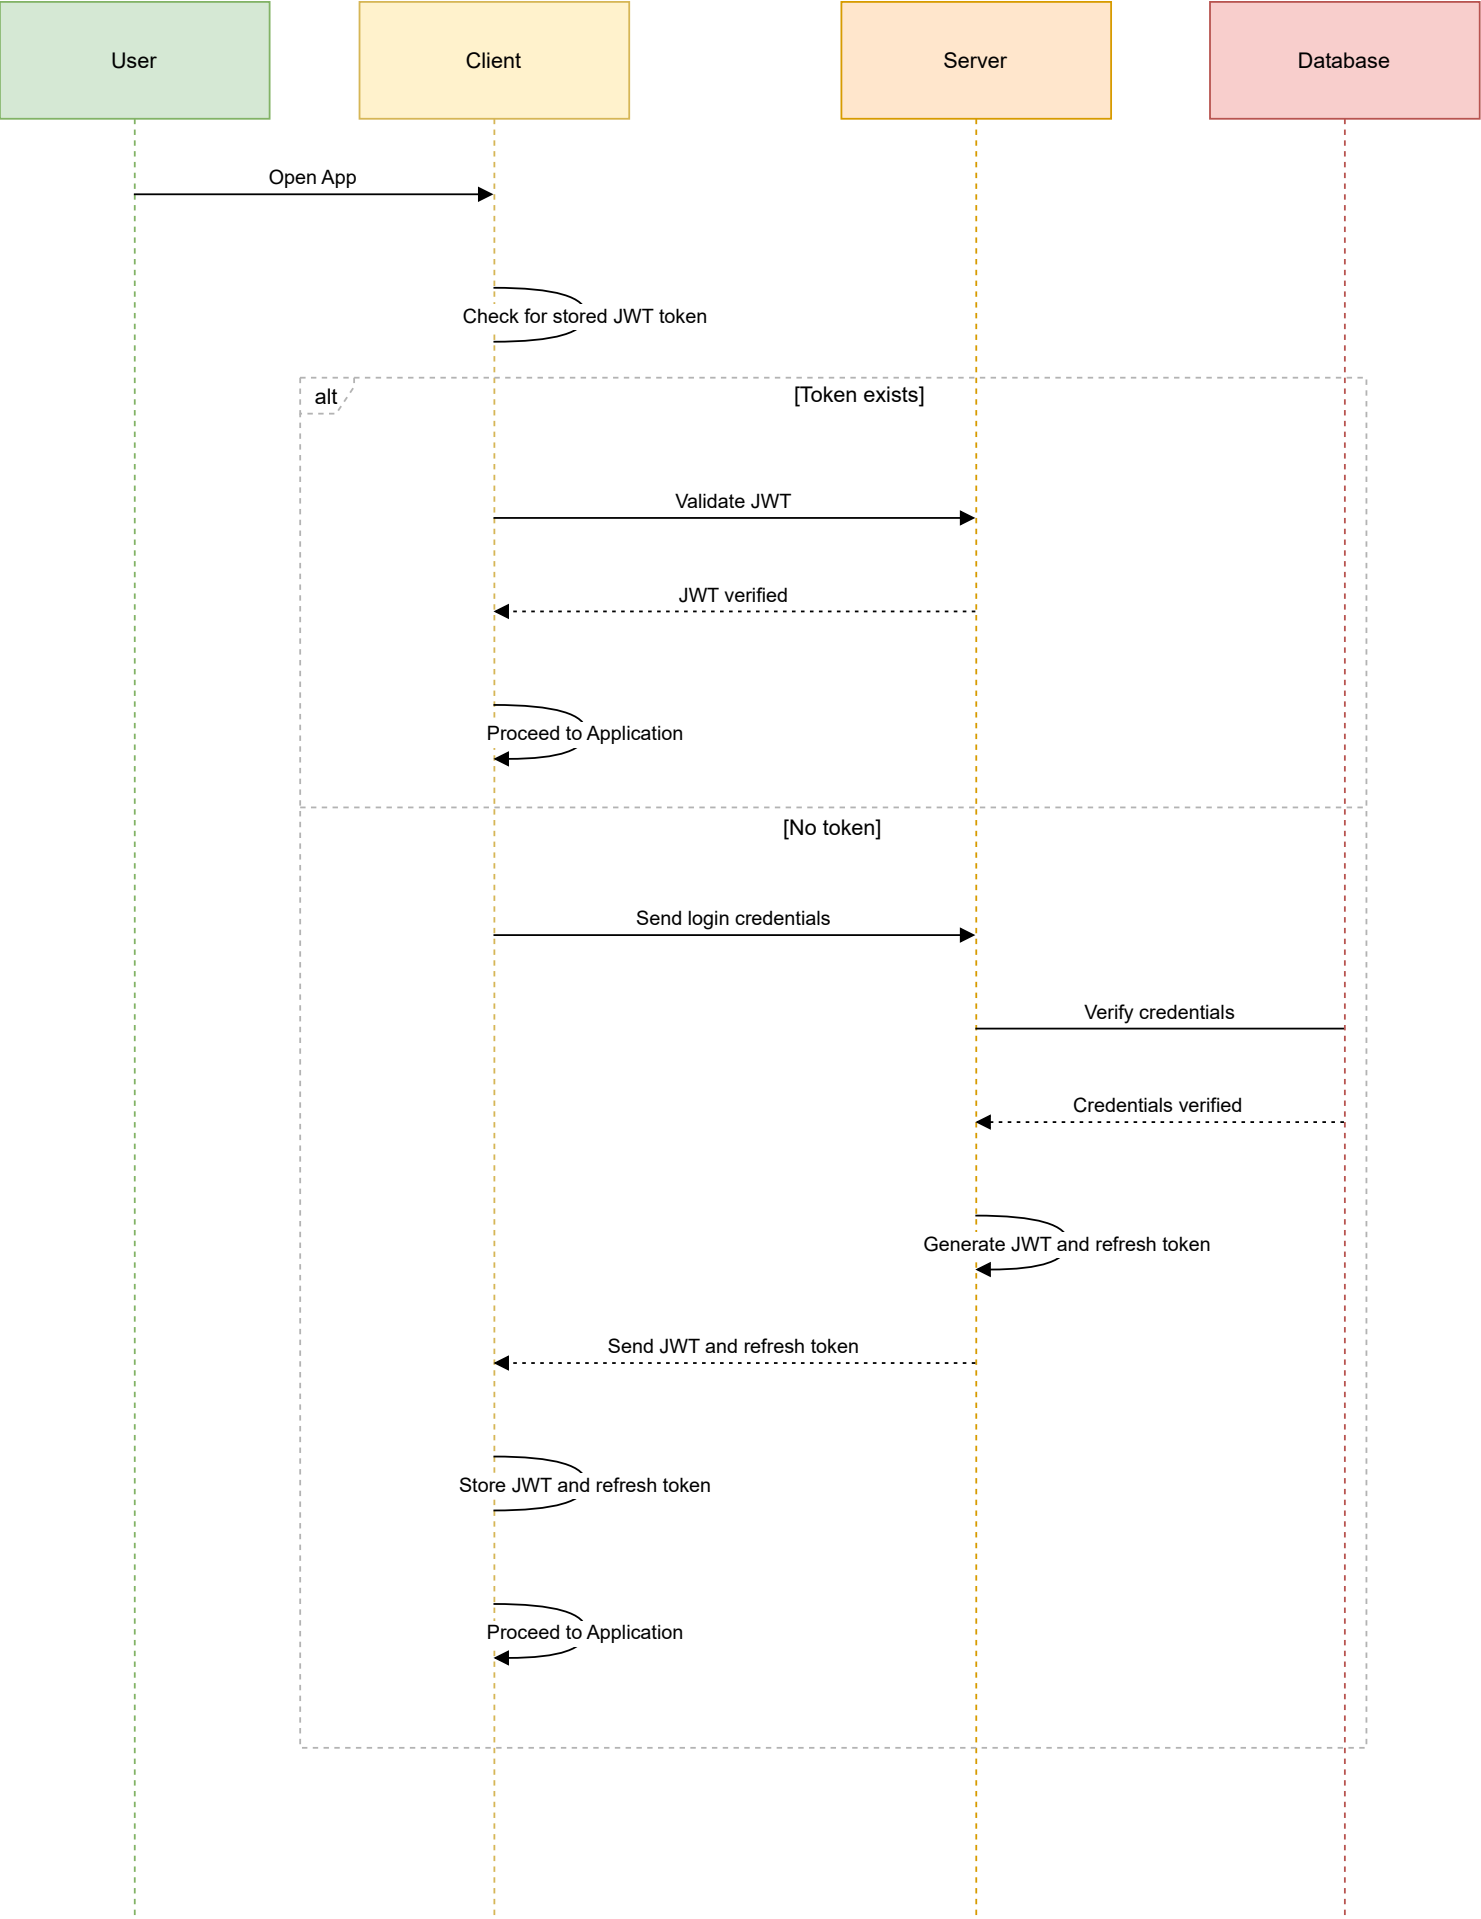 User
Client
Server
Database
Open App
Check for stored JWT token
alt
[Token exists]
Validate JWT
JWT verified
Proceed to Application
[No token]
Send login credentials
Verify credentials
Credentials verified
Generate JWT and refresh token
Send JWT and refresh token
Store JWT and refresh token
Proceed to Application